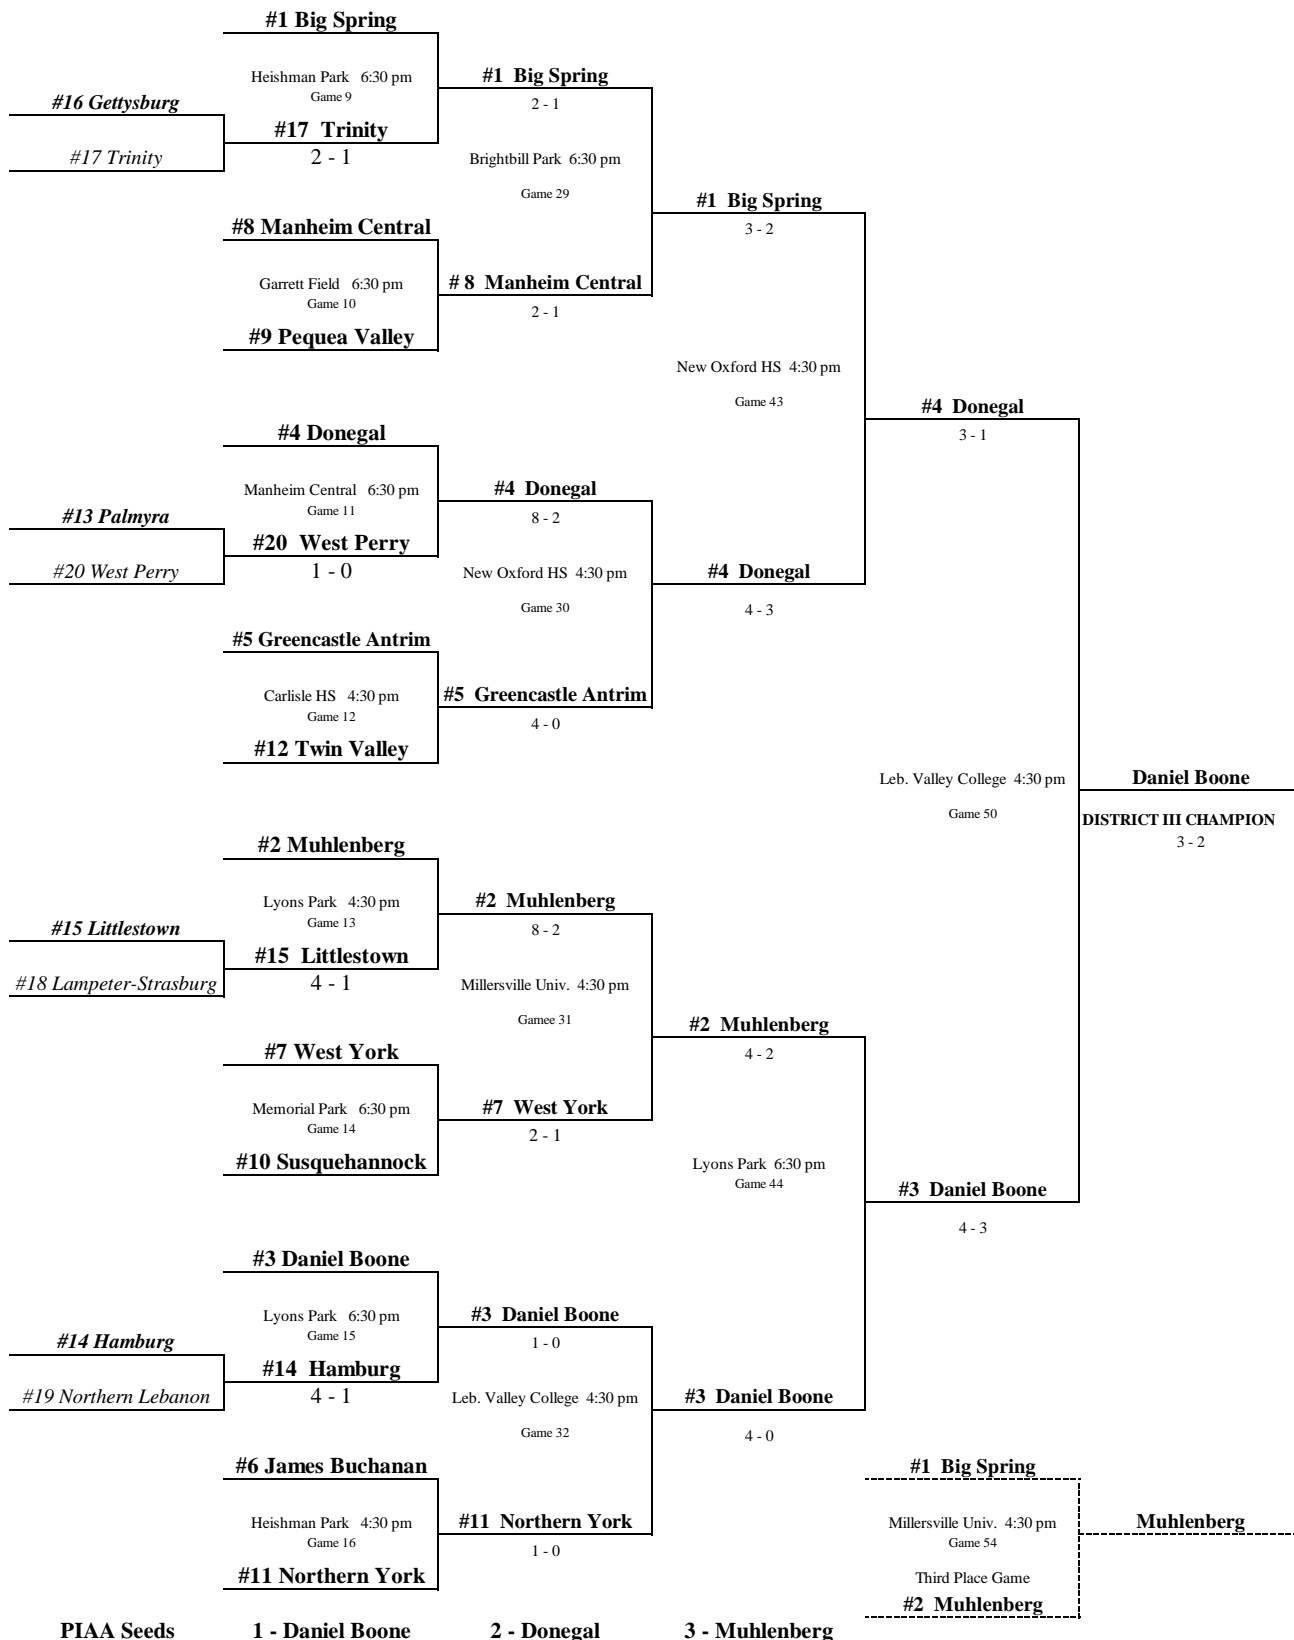 #1 Big Spring
Heishman Park 6:30 pm
Game 9
#1 Big Spring
2 - 1
#16 Gettysburg
#17 Trinity
2 - 1
#17 Trinity
Brightbill Park 6:30 pm
Game 29
#1 Big Spring
3 - 2
#8 Manheim Central
Garrett Field 6:30 pm
Game 10
# 8 Manheim Central
2 - 1
#9 Pequea Valley
New Oxford HS 4:30 pm
Game 43
#4 Donegal
3 - 1
#4 Donegal
Manheim Central 6:30 pm
Game 11
#4 Donegal
8 - 2
#13 Palmyra
#20 West Perry
1 - 0
#20 West Perry
New Oxford HS 4:30 pm
Game 30
#4 Donegal
4 - 3
#5 Greencastle Antrim
Carlisle HS 4:30 pm
Game 12
#5 Greencastle Antrim
4 - 0
#12 Twin Valley
Leb. Valley College 4:30 pm
Game 50
Daniel Boone
DISTRICT III CHAMPION
3 - 2
#2 Muhlenberg
Lyons Park 4:30 pm
Game 13
#2 Muhlenberg
8 - 2
#15 Littlestown
#15 Littlestown
4 - 1
#18 Lampeter-Strasburg
Millersville Univ. 4:30 pm
Gamee 31
#2 Muhlenberg
4 - 2
#7 West York
Memorial Park 6:30 pm
Game 14
#7 West York
2 - 1
#10 Susquehannock
Lyons Park 6:30 pm
Game 44
#3 Daniel Boone
4 - 3
#3 Daniel Boone
Lyons Park 6:30 pm
Game 15
#3 Daniel Boone
1 - 0
#14 Hamburg
#14 Hamburg
4 - 1
#19 Northern Lebanon
Leb. Valley College 4:30 pm
Game 32
#3 Daniel Boone
4 - 0
#6 James Buchanan
Heishman Park 4:30 pm
Game 16
#11 Northern York
1 - 0
#11 Northern York
#1 Big Spring
Millersville Univ. 4:30 pm
Game 54
Third Place Game
#2 Muhlenberg
Muhlenberg
PIAA Seeds 1 - Daniel Boone 2 - Donegal 3 - Muhlenberg